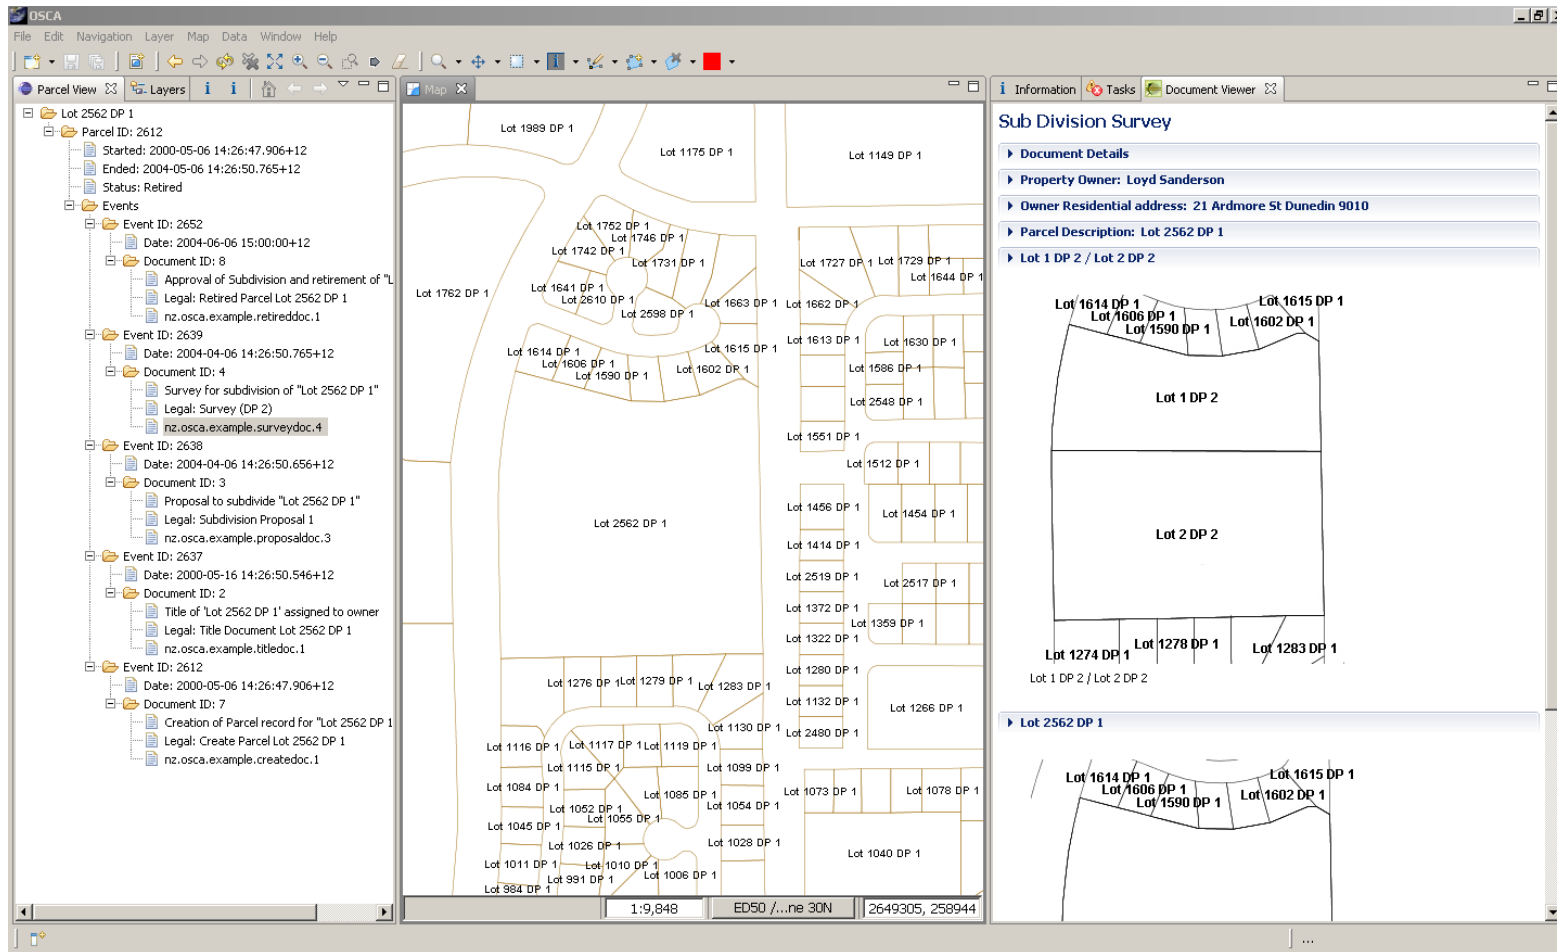 OSCA
File Edit Navigation Layer Map Data Window Help
Parcel View
Layers
Lot 2562 DP 1
Parcel ID: 2612
Started: 2000-05-06 14:26:47.906+12
Ended: 2004-05-06 14:26:50.765+12
Status: Retired
Events
Event ID: 2652
Date: 2004-06-06 15:00:00+12
Document ID: 8
Approval of Subdivision and retirement of "L
Legal: Retired Parcel Lot 2562 DP 1
nz.osca.example.retireddoc.1
Event ID: 2639
Date: 2004-04-06 14:26:50.765+12
Document ID: 4
Survey for subdivision of "Lot 2562 DP 1"
Legal: Survey (DP 2)
nz.osca.example.surveydoc.4
Event ID: 2638
Date: 2004-04-06 14:26:50.656+12
Document ID: 3
Proposal to subdivide "Lot 2562 DP 1"
Legal: Subdivision Proposal 1
nz.osca.example.proposaldoc.3
Event ID: 2637
Date: 2000-05-16 14:26:50.546+12
Document ID: 2
Title of 'Lot 2562 DP 1' assigned to owner
Legal: Title Document Lot 2562 DP 1
nz.osca.example.titledoc.1
Event ID: 2612
Date: 2000-05-06 14:26:47.906+12
Document ID: 7
Creation of Parcel record for "Lot 2562 DP 1
Legal: Create Parcel Lot 2562 DP 1
nz.osca.example.createdoc.1
Map
Lot 1989 DP 1
Lot 1175 DP 1
Lot 1149 DP 1
Lot 1752 DP 1
Lot 1746 DP 1
Lot 1742 DP 1
Lot 1731 DP 1
Lot 1727 DP 1
Lot 1729 DP 1
Lot 1644 DP 1
Lot 1762 DP 1
Lot 1641 DP 1
Lot 2610 DP 1
Lot 2598 DP 1
Lot 1663 DP 1
Lot 1662 DP 1
Lot 1614 DP 1
Lot 1606 DP 1
Lot 1590 DP 1
Lot 1615 DP 1
Lot 1602 DP 1
Lot 1613 DP 1
Lot 1630 DP 1
Lot 1586 DP 1
Lot 2548 DP 1
Lot 1551 DP 1
Lot 1512 DP 1
Lot 1456 DP 1
Lot 1454 DP 1
Lot 2562 DP 1
Lot 1414 DP 1
Lot 2519 DP 1
Lot 2517 DP 1
Lot 1372 DP 1
Lot 1359 DP 1
Lot 1322 DP 1
Lot 1280 DP 1
Lot 1276 DP 1
Lot 1279 DP 1
Lot 1283 DP 1
Lot 1132 DP 1
Lot 1266 DP 1
Lot 1130 DP 1
Lot 2480 DP 1
Lot 1116 DP 1
Lot 1117 DP 1
Lot 1119 DP 1
Lot 1115 DP 1
Lot 1099 DP 1
Lot 1084 DP 1
Lot 1085 DP 1
Lot 1073 DP 1
Lot 1078 DP 1
Lot 1052 DP 1
Lot 1055 DP 1
Lot 1054 DP 1
Lot 1045 DP 1
Lot 1026 DP 1
Lot 1028 DP 1
Lot 1040 DP 1
Lot 1011 DP 1
Lot 1010 DP 1
Lot 991 DP 1
Lot 1006 DP 1
Lot 984 DP 1
1:9,848
ED50 /...ne 30N
2649305, 258944
Information
Tasks
Document Viewer
Sub Division Survey
Document Details
Property Owner: Loyd Sanderson
Owner Residential address: 21 Ardmore St Dunedin 9010
Parcel Description: Lot 2562 DP 1
Lot 1 DP 2 / Lot 2 DP 2
Lot 1614 DP 1
Lot 1615 DP 1
Lot 1606 DP 1
Lot 1590 DP 1
Lot 1602 DP 1
Lot 1 DP 2
Lot 2 DP 2
Lot 1274 DP 1
Lot 1278 DP 1
Lot 1283 DP 1
Lot 1 DP 2 / Lot 2 DP 2
Lot 2562 DP 1
Lot 1614 DP 1
Lot 1615 DP 1
Lot 1606 DP 1
Lot 1590 DP 1
Lot 1602 DP 1
...